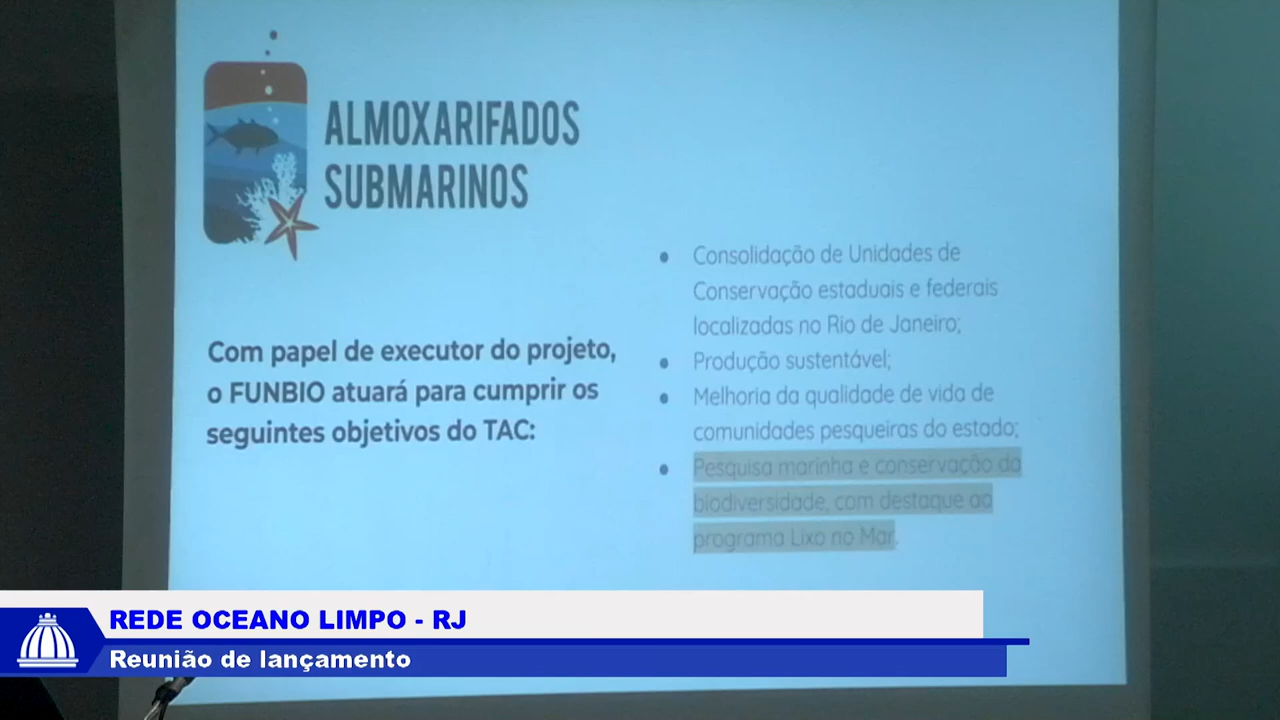 ALMOXARIFADOS
SUBMARINOS
Com papel de executor do projeto,
o FUNBIO atuará para cumprir os
seguintes objetivos do TAC:
• Consolidação de Unidades de
Conservação estaduais e federais
localizadas no Rio de Janeiro;
• Produção sustentável;
• Melhoria da qualidade de vida de
comunidades pesqueiras do estado;
• Pesquisa marinha e conservação da
biodiversidade, com destaque ao
programa Lixo no Mar.
REDE OCEANO LIMPO - RJ
Reunião de lançamento